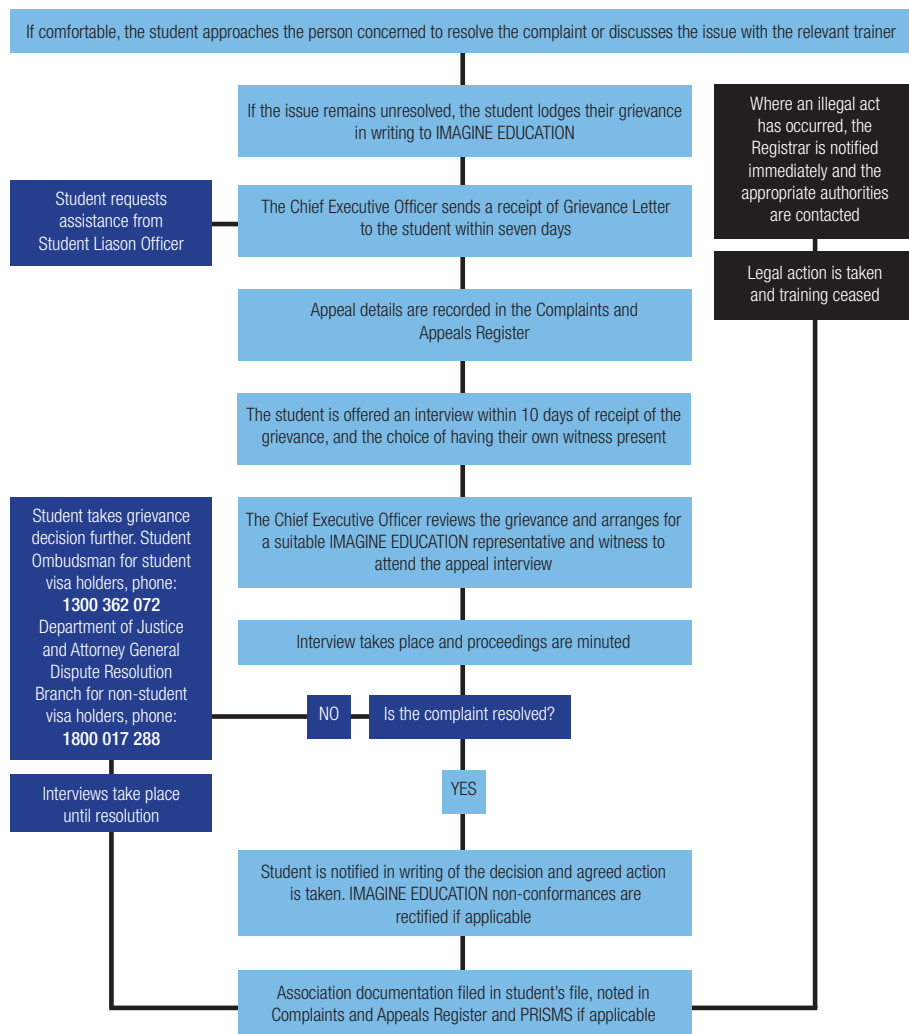 If comfortable, the student approaches the person concerned to resolve the complaint or discusses the issue with the relevant trainer
If the issue remains unresolved, the student lodges their grievance
in writing to IMAGINE EDUCATION
Where an illegal act
has occurred, the
Registrar is notified
immediately and the
appropriate authorities
are contacted
Student requests
assistance from
Student Liason Officer
The Chief Executive Officer sends a receipt of Grievance Letter
to the student within seven days
Legal action is taken
and training ceased
Appeal details are recorded in the Complaints and
Appeals Register
The student is offered an interview within 10 days of receipt of the
grievance, and the choice of having their own witness present
Student takes grievance
decision further. Student
Ombudsman for student
visa holders, phone:
1300 362 072
Department of Justice
and Attorney General
Dispute Resolution
Branch for non-student
visa holders, phone:
1800 017 288
The Chief Executive Officer reviews the grievance and arranges for
a suitable IMAGINE EDUCATION representative and witness to
attend the appeal interview
Interview takes place and proceedings are minuted
NO
Is the complaint resolved?
Interviews take place
until resolution
YES
Student is notified in writing of the decision and agreed action
is taken. IMAGINE EDUCATION non-conformances are
rectified if applicable
Association documentation filed in student’s file, noted in
Complaints and Appeals Register and PRISMS if applicable